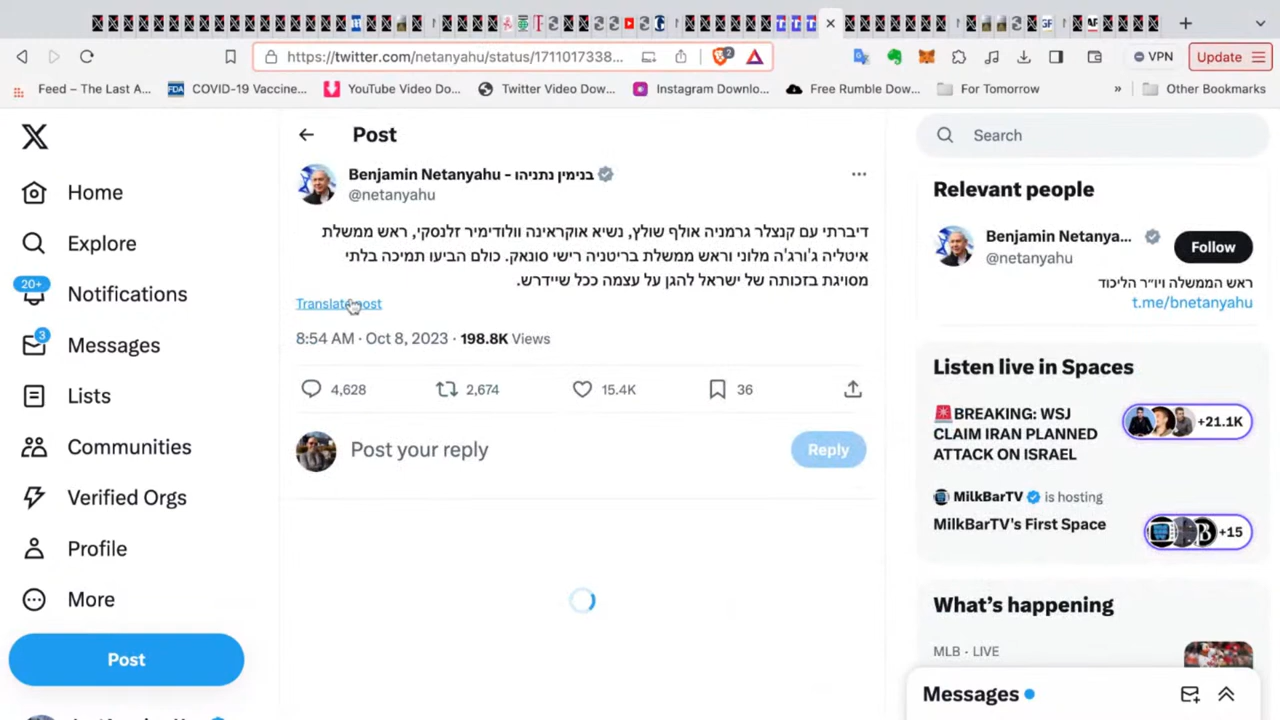 https://twitter.com/netanyahu/status/1711017338...
2
VPN
Update
Feed – The Last A...
COVID-19 Vaccine...
YouTube Video Do...
Twitter Video Dow...
Instagram Downlo...
Free Rumble Dow...
For Tomorrow
»
Other Bookmarks
Home
Explore
20+
Notifications
3
Messages
Lists
Communities
Verified Orgs
Profile
More
Post
Post
Benjamin Netanyahu - בנימין נתניהו
@netanyahu
דיברתי עם קנצלר גרמניה אולף שולץ, נשיא אוקראינה וולודימיר זלנסקי, ראש ממשלת
איטליה ג'ורג'ה מלוני וראש ממשלת בריטניה רישי סונאק. כולם הביעו תמיכה בלתי
מסויגת בזכותה של ישראל להגן על עצמה ככל שיידרש.
Translate post
8:54 AM · Oct 8, 2023 · 198.8K Views
4,628
2,674
15.4K
36
Post your reply
Reply
Search
Relevant people
Benjamin Netanya...
@netanyahu
Follow
ראש הממשלה ויו״ר הליכוד
t.me/bnetanyahu
Listen live in Spaces
🚨BREAKING: WSJ
CLAIM IRAN PLANNED
ATTACK ON ISRAEL
+21.1K
MilkBarTV is hosting
MilkBarTV's First Space
+15
What's happening
MLB · LIVE
Messages